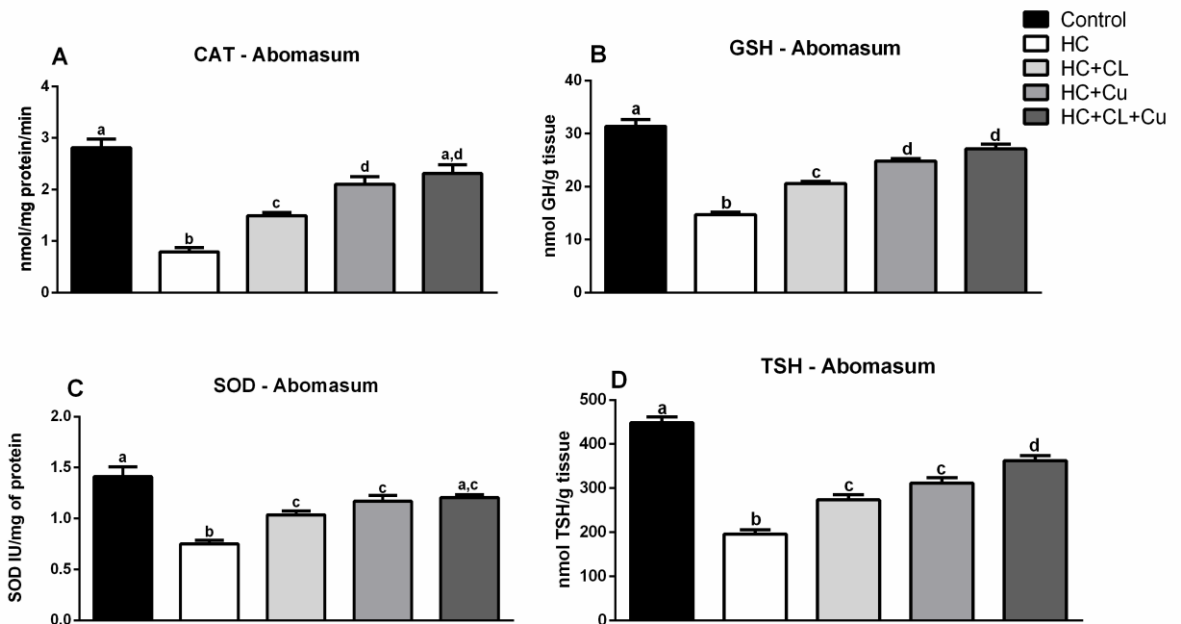 Control
HC
HC+CL
HC+Cu
HC+CL+Cu
A
CAT - Abomasum
nmol/mg protein/min
4
3
2
1
0
a
b
c
d
a,d
B
GSH - Abomasum
nmol GH/g tissue
40
30
20
10
0
a
b
c
d
d
C
SOD - Abomasum
SOD IU/mg of protein
2.0
1.5
1.0
0.5
0.0
a
b
c
c
a,c
D
TSH - Abomasum
nmol TSH/g tissue
500
400
300
200
100
0
a
b
c
c
d